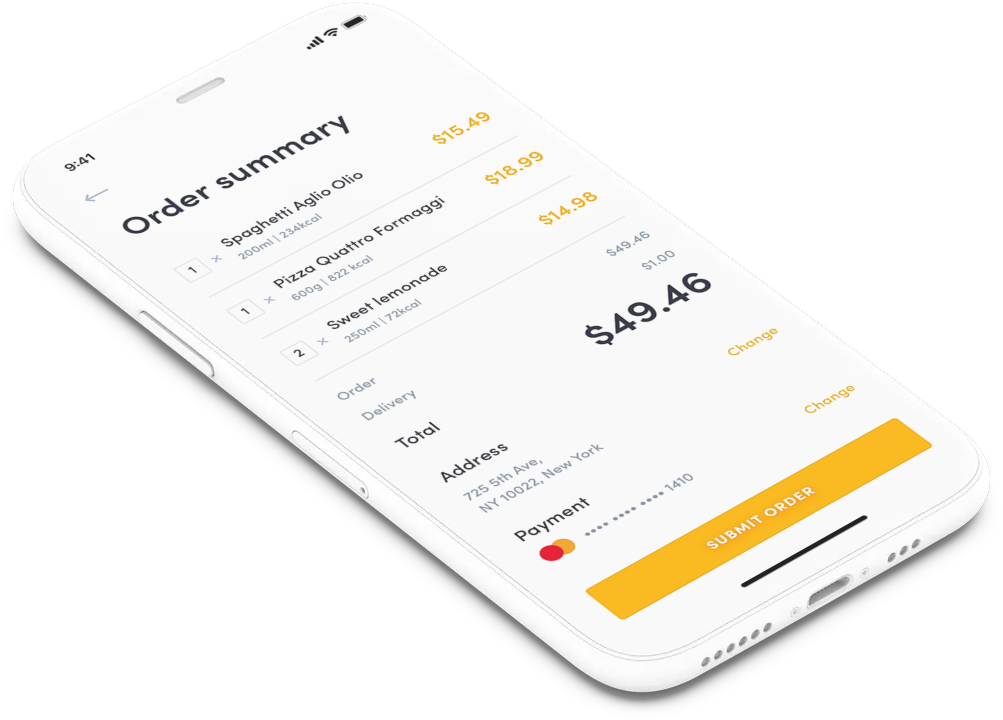 9:41
←
Order summary
1 × Spaghetti Aglio Olio $15.49
200ml | 234kcal
1 × Pizza Quattro Formaggi $18.99
600g | 822 kcal
2 × Sweet lemonade $14.98
250ml | 72kcal
Order $49.46
Delivery $1.00
Total $49.46
Address Change
725 5th Ave,
NY 10022, New York
Payment Change
•••• •••• •••• 1410
SUBMIT ORDER